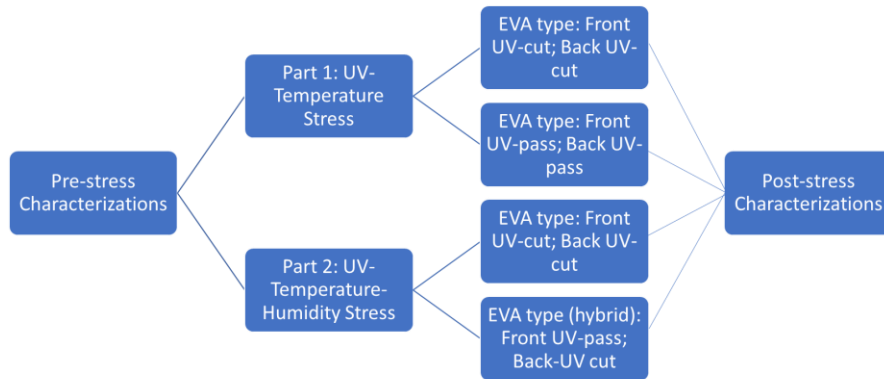 Pre-stress
Characterizations
Part 1: UV-
Temperature
Stress
Part 2: UV-
Temperature-
Humidity Stress
EVA type: Front
UV-cut; Back UV-
cut
EVA type: Front
UV-pass; Back UV-
pass
EVA type: Front
UV-cut; Back UV-
cut
EVA type (hybrid):
Front UV-pass;
Back-UV cut
Post-stress
Characterizations